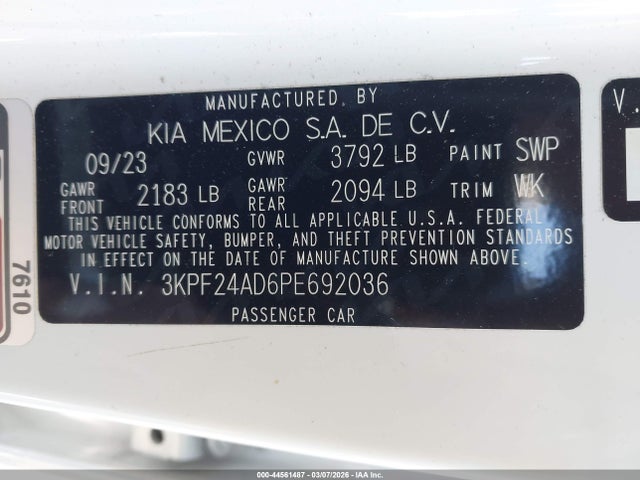 MANUFACTURED BY
KIA MEXICO S.A. DE C.V.
09/23 GVWR 3792 LB PAINT SWP
GAWR FRONT 2183 LB GAWR REAR 2094 LB TRIM WK
THIS VEHICLE CONFORMS TO ALL APPLICABLE U.S.A. FEDERAL
MOTOR VEHICLE SAFETY, BUMPER, AND THEFT PREVENTION STANDARDS
IN EFFECT ON THE DATE OF MANUFACTURE SHOWN ABOVE.
V.I.N. 3KPF24AD6PE692036
PASSENGER CAR
7610
000-44561487 - 03/07/2026 - IAAI.COM